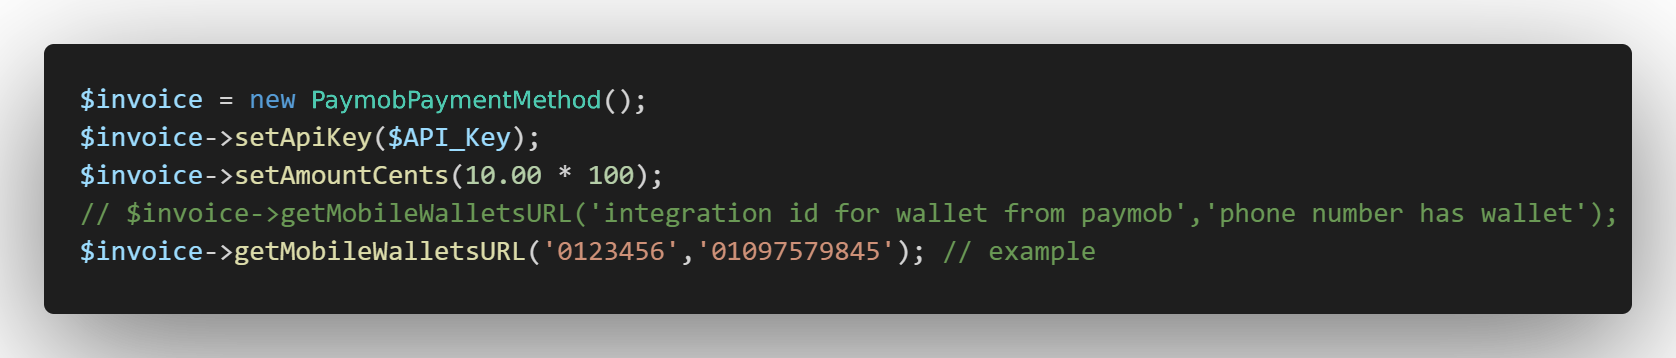 $invoice = new PaymobPaymentMethod();
$invoice->setApiKey($API_Key);
$invoice->setAmountCents(10.00 * 100);
// $invoice->getMobileWalletsURL('integration id for wallet from paymob','phone number has wallet');
$invoice->getMobileWalletsURL('0123456','01097579845'); // example